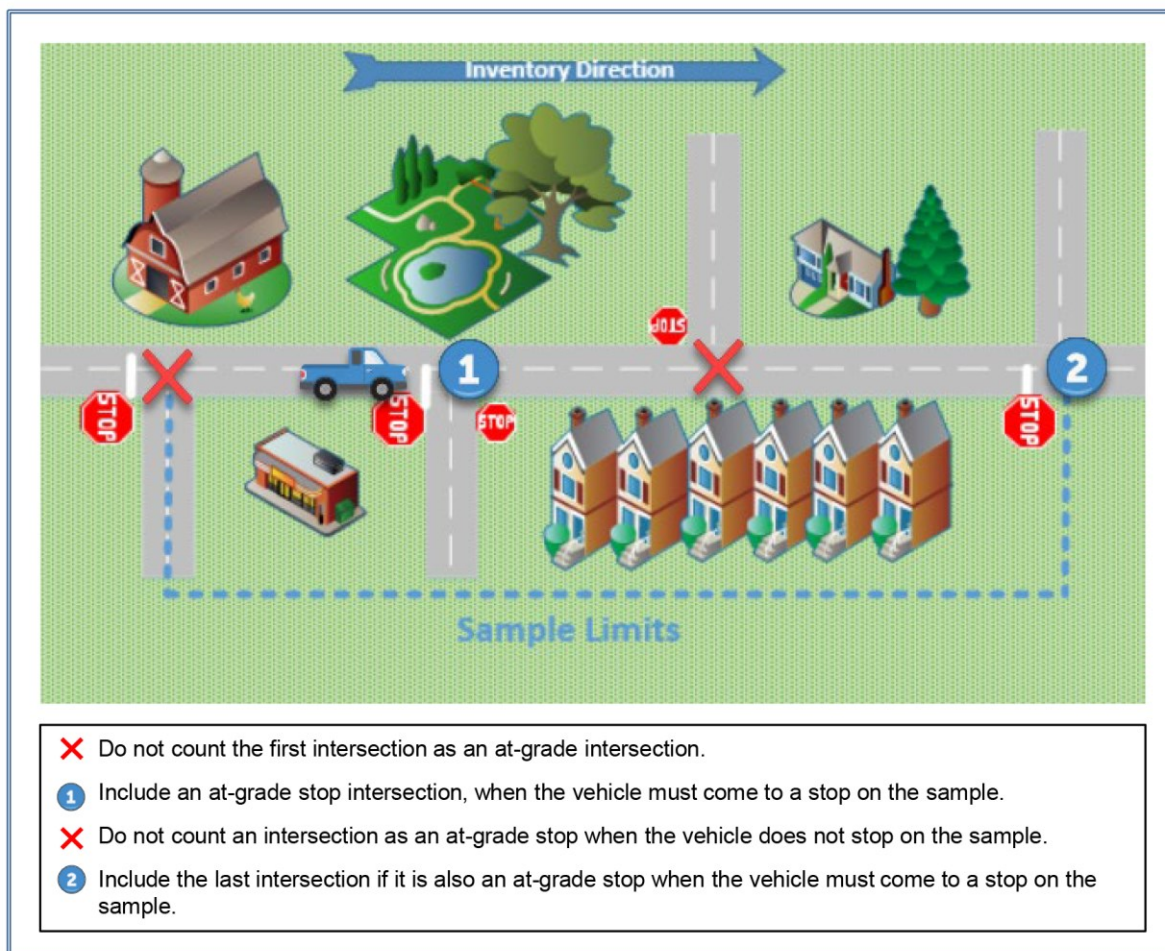 Inventory Direction
STOP
1
2
STOP
STOP
STOP
STOP
Sample Limits
Do not count the first intersection as an at-grade intersection.
1 Include an at-grade stop intersection, when the vehicle must come to a stop on the sample.
Do not count an intersection as an at-grade stop when the vehicle does not stop on the sample.
2 Include the last intersection if it is also an at-grade stop when the vehicle must come to a stop on the
sample.